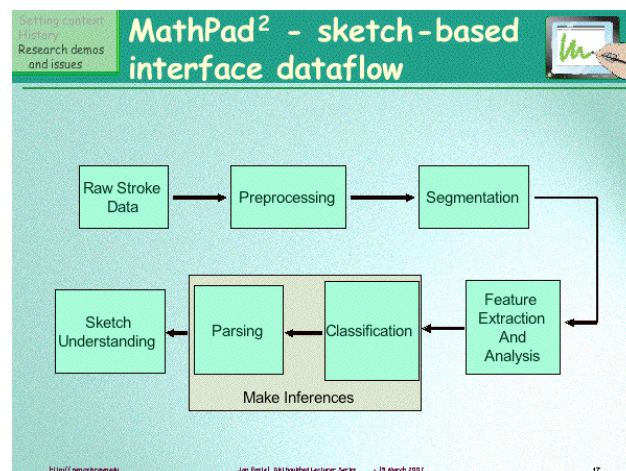 Setting context
History
Research demos
and issues
MathPad² - sketch-based
interface dataflow
Raw Stroke
Data
Preprocessing
Segmentation
Feature
Extraction
And
Analysis
Classification
Parsing
Sketch
Understanding
Make Inferences
17